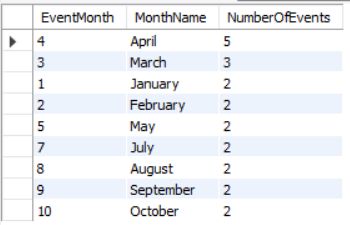 EventMonth MonthName NumberOfEvents
4 April 5
3 March 3
1 January 2
2 February 2
5 May 2
7 July 2
8 August 2
9 September 2
10 October 2